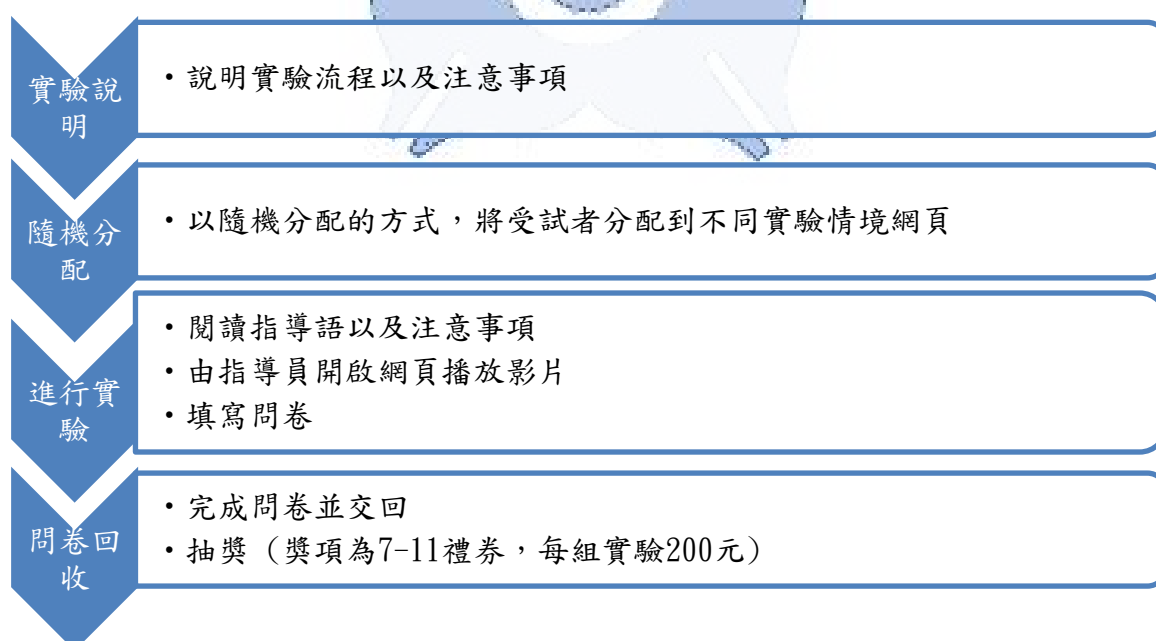 實驗說
明
・說明實驗流程以及注意事項
隨機分
配
・以隨機分配的方式，將受試者分配到不同實驗情境網頁
進行實
驗
・閱讀指導語以及注意事項
・由指導員開啟網頁播放影片
・填寫問卷
問卷回
收
・完成問卷並交回
・抽獎（獎項為7-11禮券，每組實驗200元）